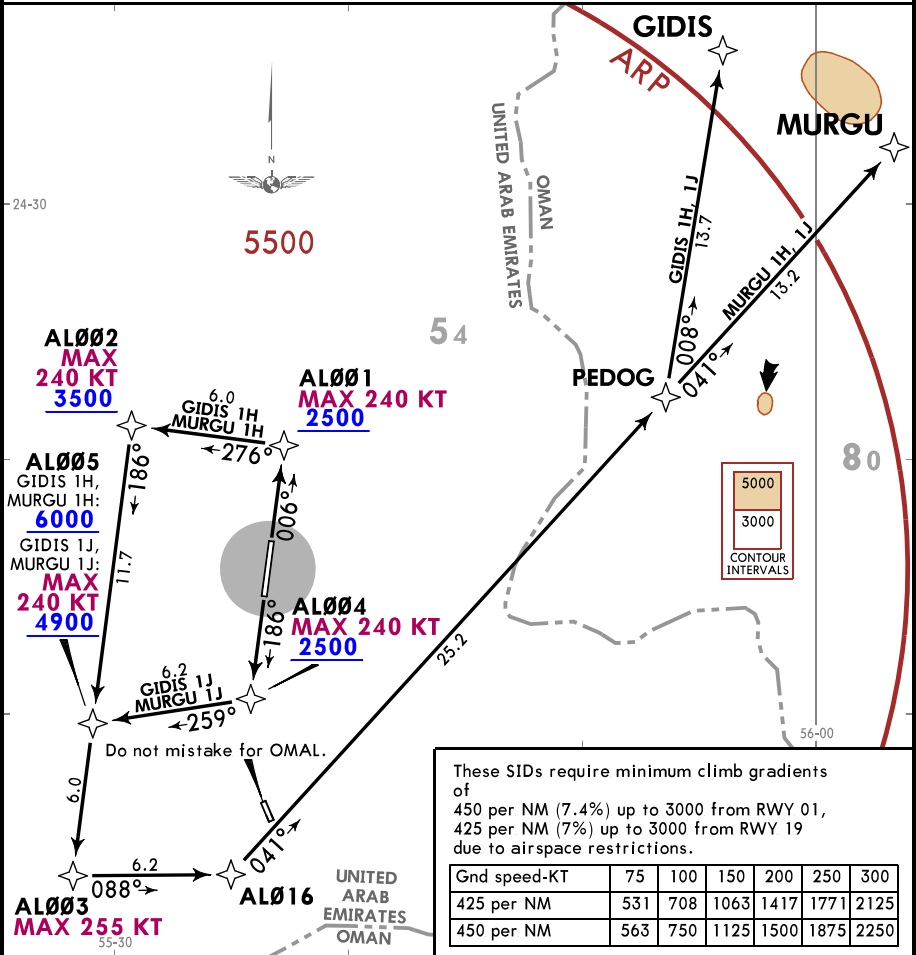 GIDIS
ARP
MURGU
N
UNITED ARAB EMIRATES
OMAN
24-30
5500
GIDIS 1H, 1J
13.7
MURGU 1H, 1J
13.2
54
ALØØ2
MAX
240 KT
3500
6.0
GIDIS 1H
MURGU 1H
←276°
ALØØ1
MAX 240 KT
2500
PEDOG
008°→
041°→
ALØØ5
GIDIS 1H,
MURGU 1H:
6000
GIDIS 1J,
MURGU 1J:
MAX
240 KT
4900
←186°
11.7
006°→
80
5000
3000
CONTOUR
INTERVALS
←186°
ALØØ4
MAX 240 KT
2500
25.2
6.2
GIDIS 1J
MURGU 1J
←259°
56-00
Do not mistake for OMAL.
6.0
041°→
6.2
088°→
ALØØ3
MAX 255 KT
55-30
ALØ16
UNITED
ARAB
EMIRATES
OMAN
These SIDs require minimum climb gradients
of
450 per NM (7.4%) up to 3000 from RWY 01,
425 per NM (7%) up to 3000 from RWY 19
due to airspace restrictions.
Gnd speed-KT 75 100 150 200 250 300
425 per NM 531 708 1063 1417 1771 2125
450 per NM 563 750 1125 1500 1875 2250